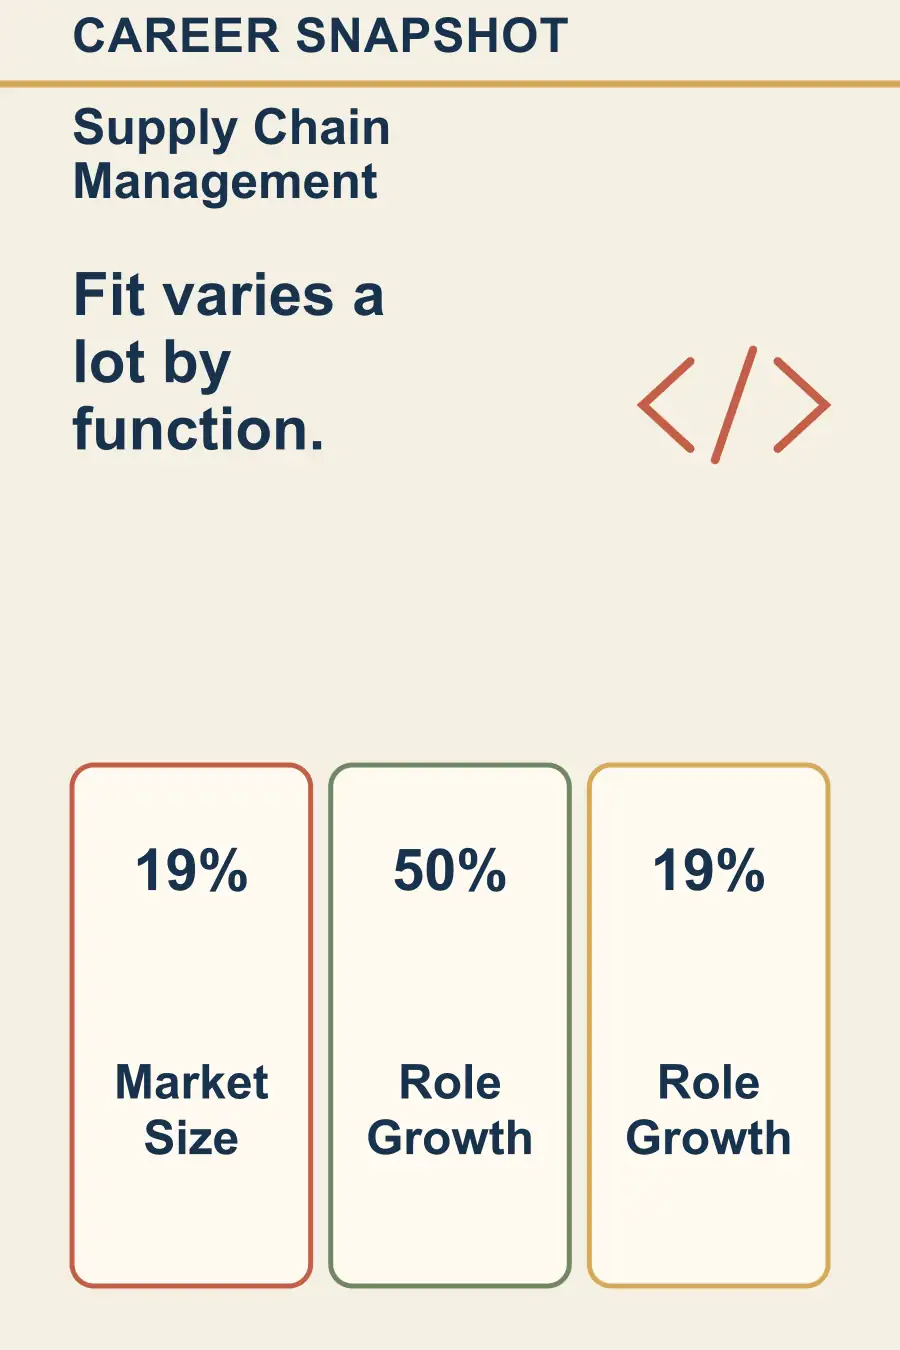 CAREER SNAPSHOT
Supply Chain
Management
Fit varies a
lot by
function.
19%
Market
Size
50%
Role
Growth
19%
Role
Growth